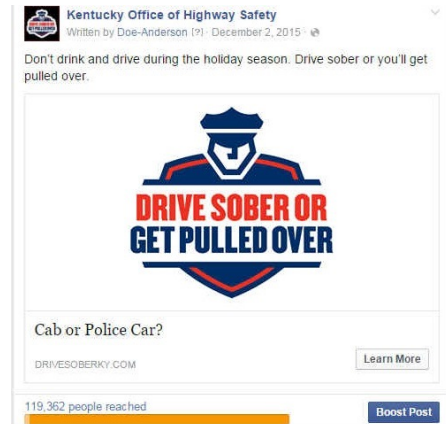 Kentucky Office of Highway Safety
Written by Doe-Anderson [?] · December 2, 2015 ·
Don't drink and drive during the holiday season. Drive sober or you'll get
pulled over.
DRIVE SOBER OR
GET PULLED OVER
Cab or Police Car?
DRIVESOBERKY.COM
Learn More
119,362 people reached
Boost Post